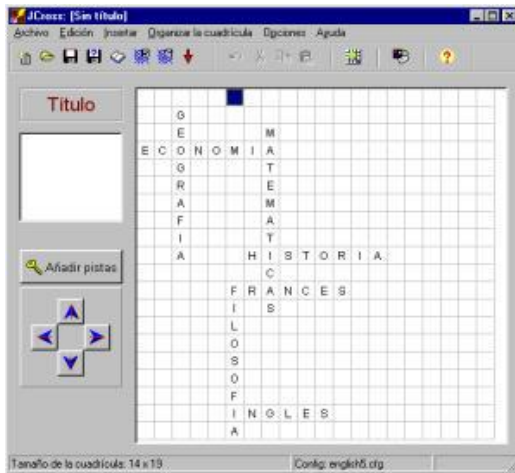 JCross: [Sin título]
Archivo Edición Insertar Organizar la cuadrícula Opciones Ayuda
Título
Añadir pistas
G
E M
E C O N O M I A
G T
R E
A M
F A
I T
A H I S T O R I A
C
F R A N C E S
I S
L
O
S
O
F
I N G L E S
A
Tamaño de la cuadrícula: 14 x 19 Config: english5.cfg